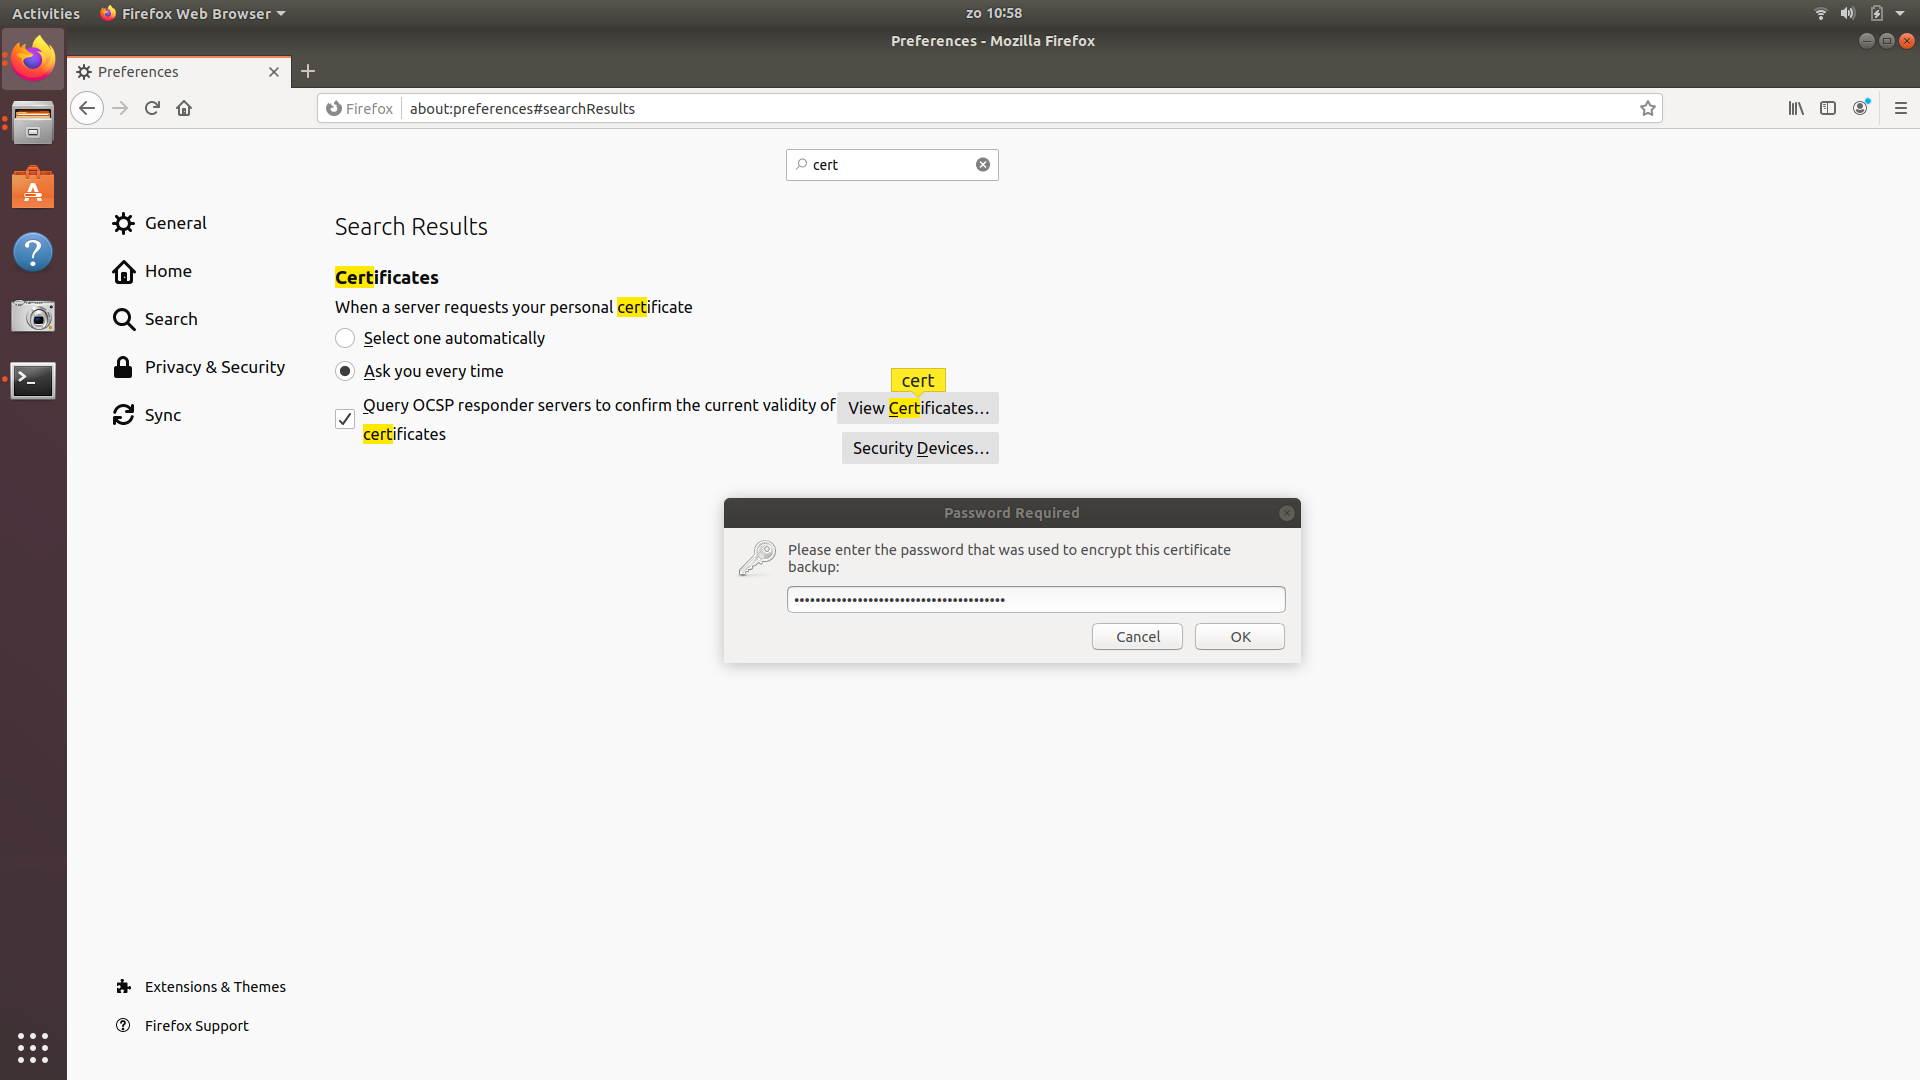 Activities
Firefox Web Browser
zo 10:58
Preferences - Mozilla Firefox
Preferences
Firefox
about:preferences#searchResults
cert
General
Home
Search
Privacy & Security
Sync
Search Results
Certificates
When a server requests your personal certificate
Select one automatically
Ask you every time
Query OCSP responder servers to confirm the current validity of
certificates
cert
View Certificates...
Security Devices...
Password Required
Please enter the password that was used to encrypt this certificate
backup:
Cancel
OK
Extensions & Themes
Firefox Support